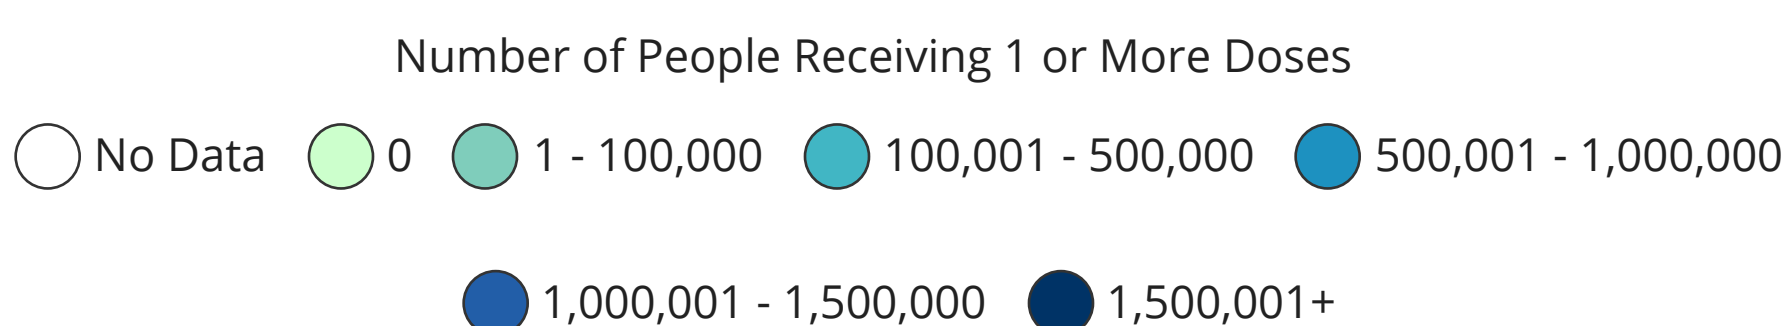 Number of People Receiving 1 or More Doses
No Data 0 1 - 100,000 100,001 - 500,000 500,001 - 1,000,000
1,000,001 - 1,500,000 1,500,001+